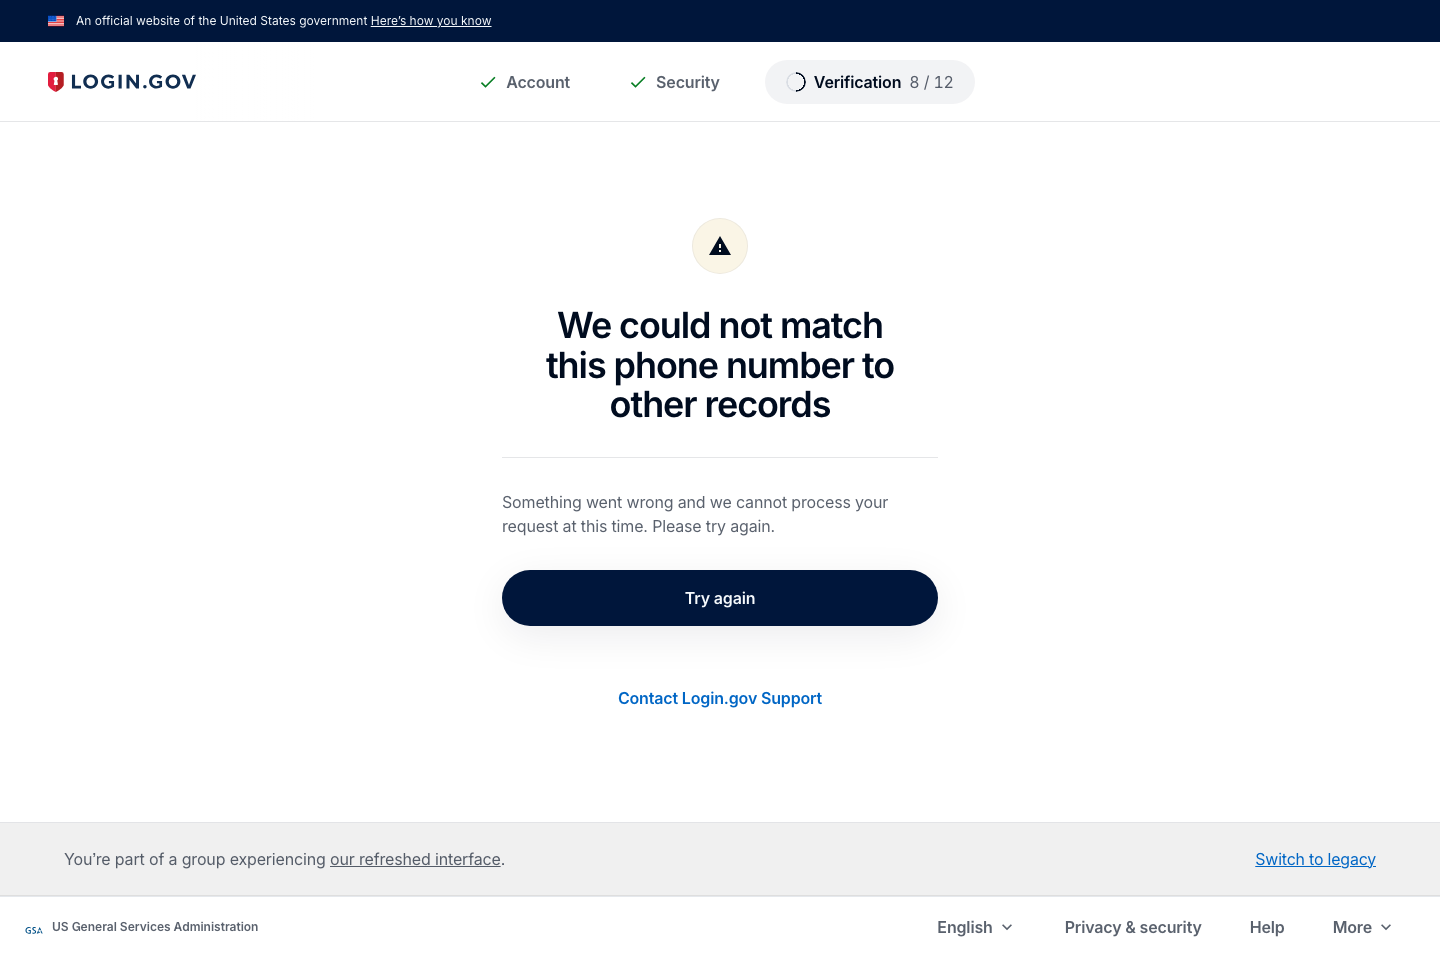 An official website of the United States government Here's how you know
LOGIN.GOV
Account
Security
Verification 8 / 12
We could not match
this phone number to
other records
Something went wrong and we cannot process your
request at this time. Please try again.
Try again
Contact Login.gov Support
You're part of a group experiencing our refreshed interface.
Switch to legacy
GSA US General Services Administration
English
Privacy & security
Help
More